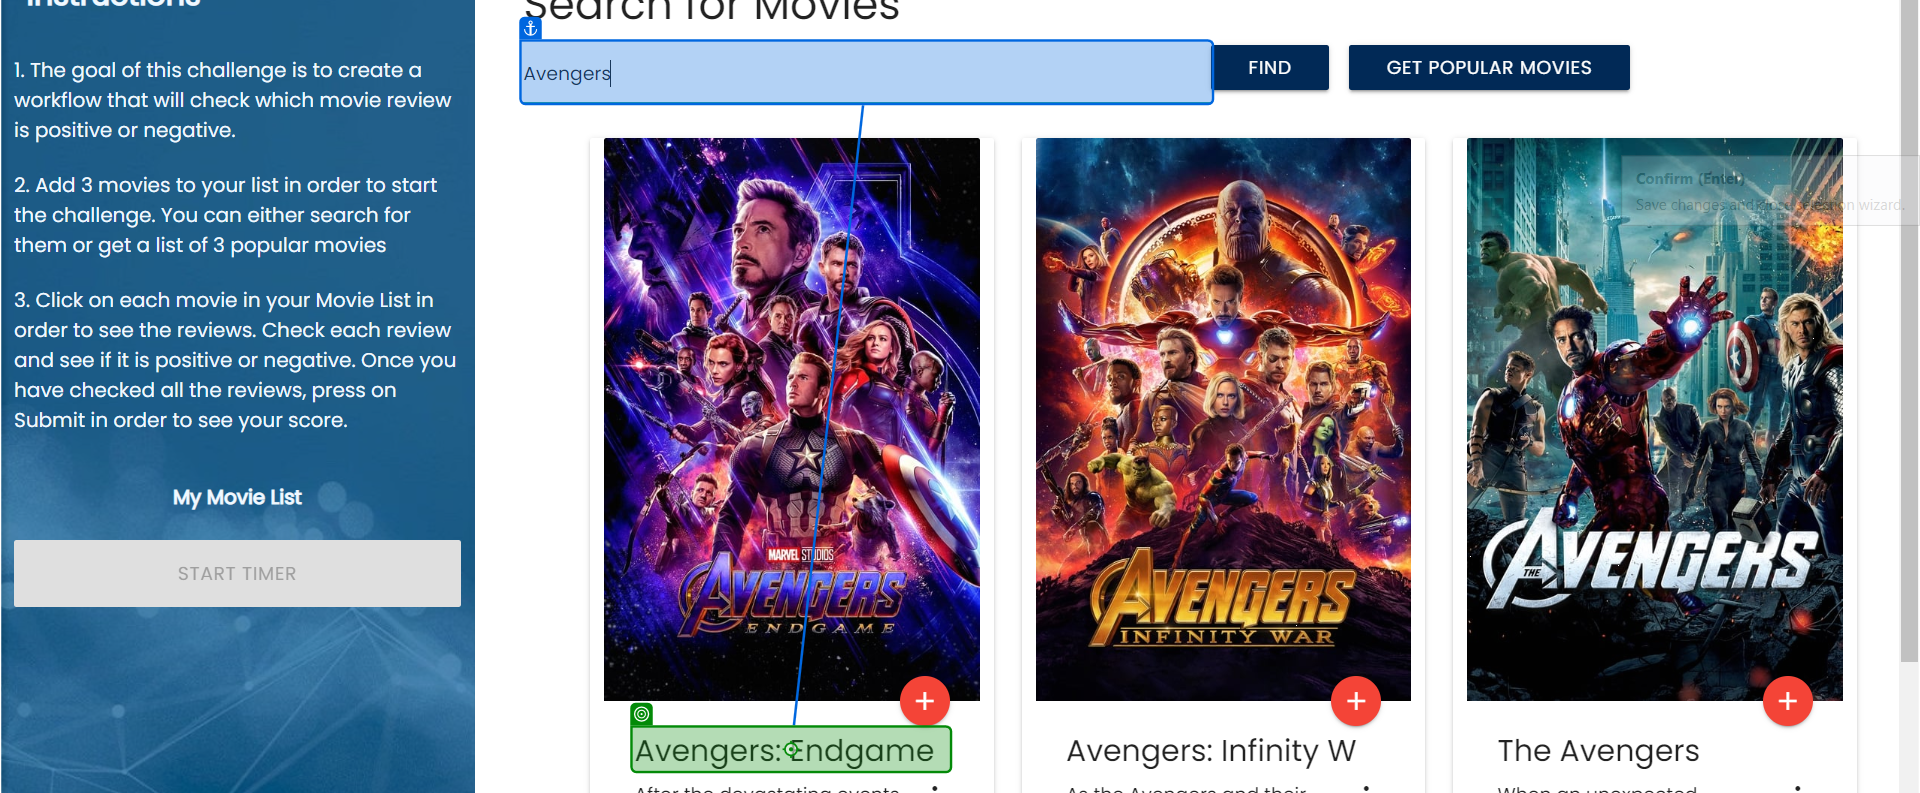 Instructions
1. The goal of this challenge is to create a
workflow that will check which movie review
is positive or negative.
2. Add 3 movies to your list in order to start
the challenge. You can either search for
them or get a list of 3 popular movies
3. Click on each movie in your Movie List in
order to see the reviews. Check each review
and see if it is positive or negative. Once you
have checked all the reviews, press on
Submit in order to see your score.
My Movie List
START TIMER
Search for Movies
Avengers
FIND
GET POPULAR MOVIES
Confirm (Enter)
Save changes and close selection wizard.
MARVEL STUDIOS
AVENGERS
ENDGAME
AVENGERS
INFINITY WAR
THE AVENGERS
Avengers: Endgame
Avengers: Infinity W
The Avengers
After the devastating events
As the Avengers and their
When an unexpected